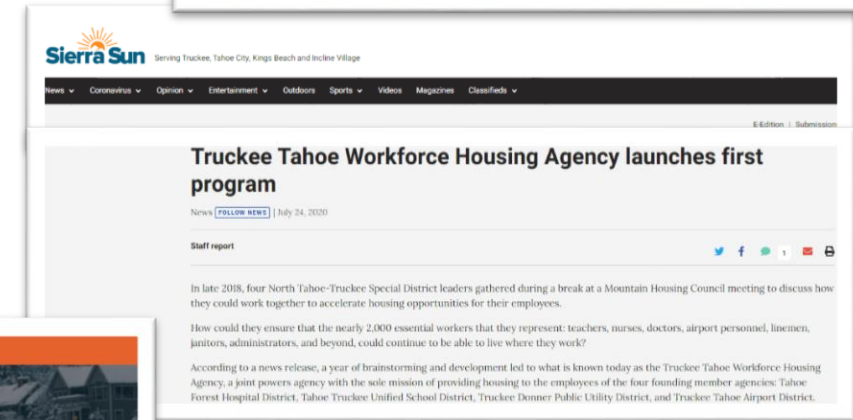 Sierra Sun
Serving Truckee, Tahoe City, Kings Beach and Incline Village
News Coronavirus Opinion Entertainment Outdoors Sports Videos Magazines Classifieds
E-Edition | Submission
Truckee Tahoe Workforce Housing Agency launches first
program
News FOLLOW NEWS | July 24, 2020
Staff report
1
In late 2018, four North Tahoe-Truckee Special District leaders gathered during a break at a Mountain Housing Council meeting to discuss how
they could work together to accelerate housing opportunities for their employees.
How could they ensure that the nearly 2,000 essential workers that they represent: teachers, nurses, doctors, airport personnel, linemen,
janitors, administrators, and beyond, could continue to be able to live where they work?
According to a news release, a year of brainstorming and development led to what is known today as the Truckee Tahoe Workforce Housing
Agency, a joint powers agency with the sole mission of providing housing to the employees of the four founding member agencies: Tahoe
Forest Hospital District, Tahoe Truckee Unified School District, Truckee Donner Public Utility District, and Truckee Tahoe Airport District.